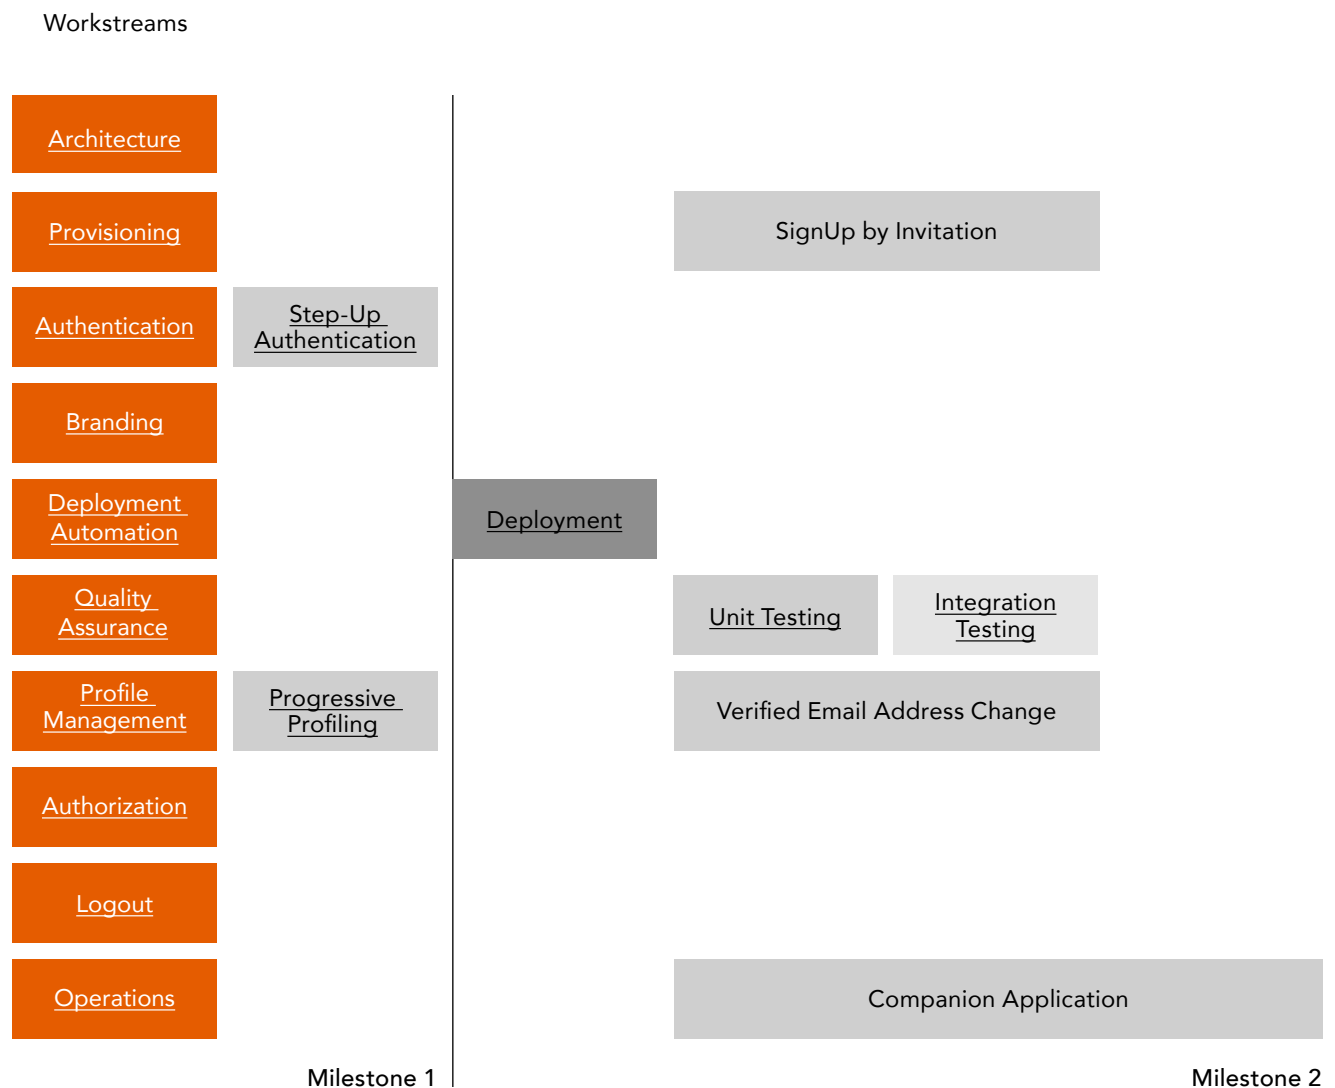 Workstreams
Architecture
Provisioning
SignUp by Invitation
Authentication
Step-Up
Authentication
Branding
Deployment
Automation
Deployment
Quality
Assurance
Unit Testing
Integration
Testing
Profile
Management
Progressive
Profiling
Verified Email Address Change
Authorization
Logout
Operations
Companion Application
Milestone 1
Milestone 2